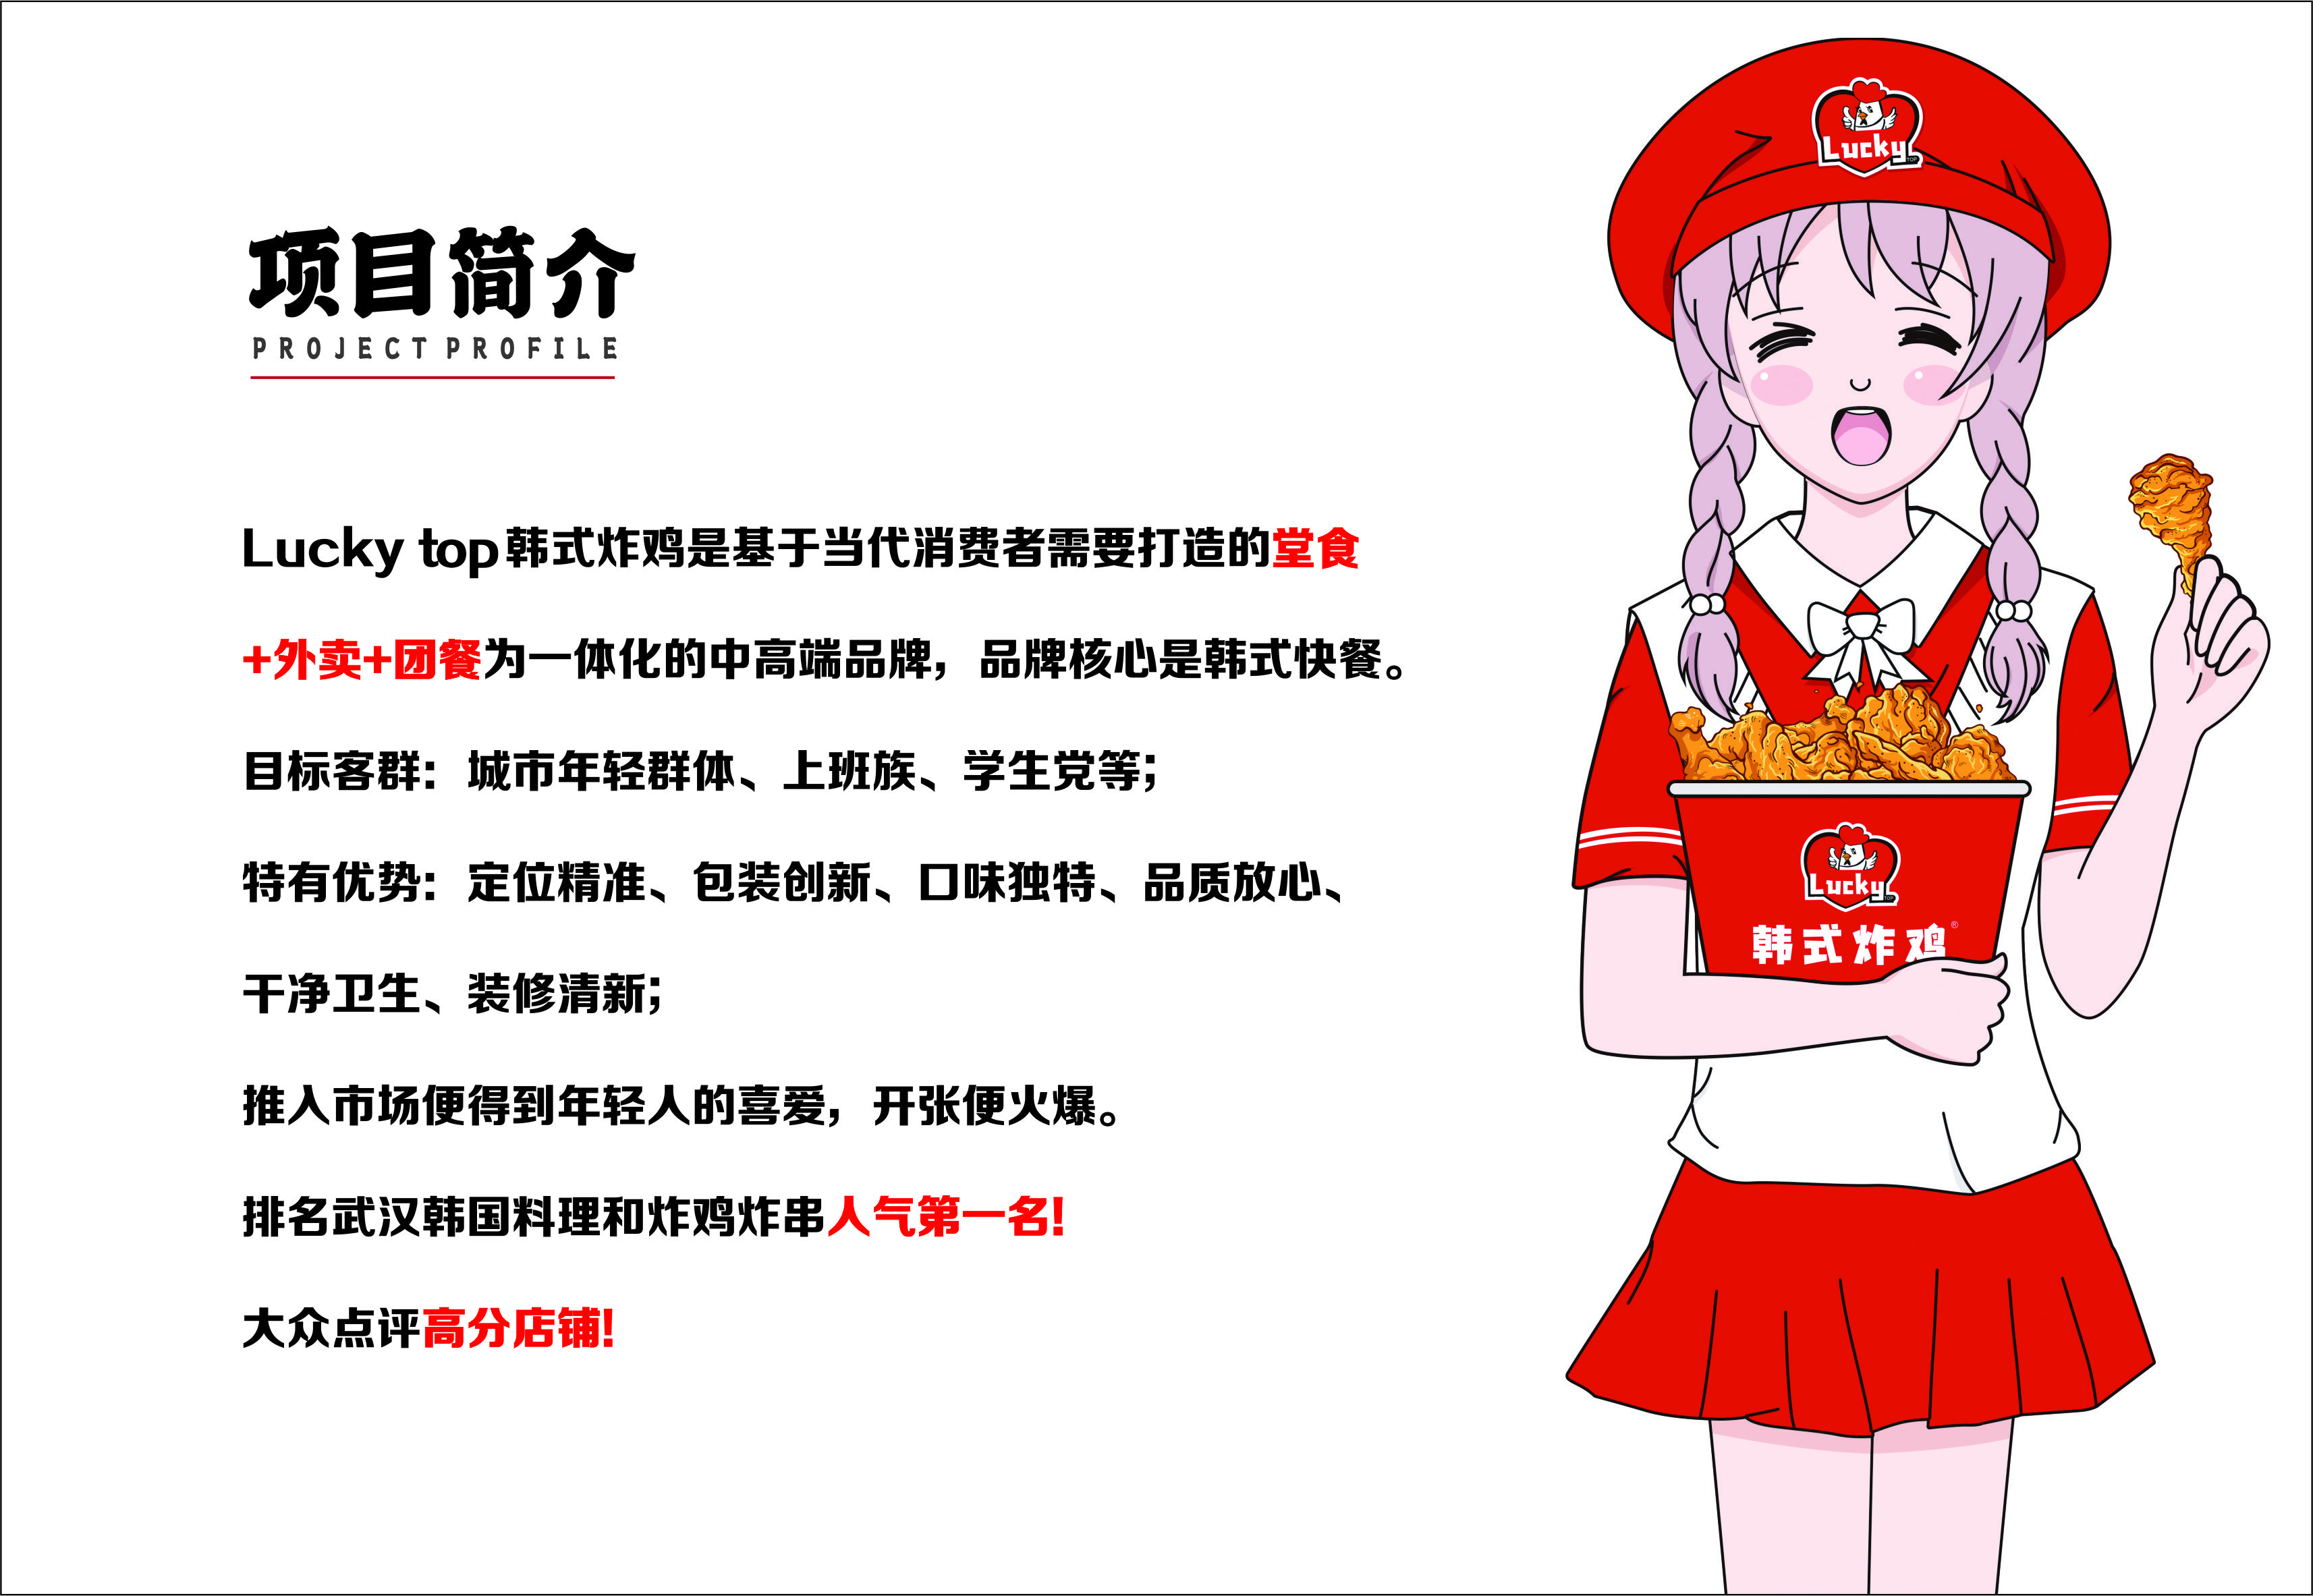 项目简介
PROJECT PROFILE
Lucky top韩式炸鸡是基于当代消费者需要打造的堂食
+外卖+团餐为一体化的中高端品牌，品牌核心是韩式快餐。
目标客群：城市年轻群体、上班族、学生党等；
特有优势：定位精准、包装创新、口味独特、品质放心、
干净卫生、装修清新；
推入市场便得到年轻人的喜爱，开张便火爆。
排名武汉韩国料理和炸鸡炸串人气第一名！
大众点评高分店铺！
Lucky
TOP
Lucky
TOP
韩式炸鸡®